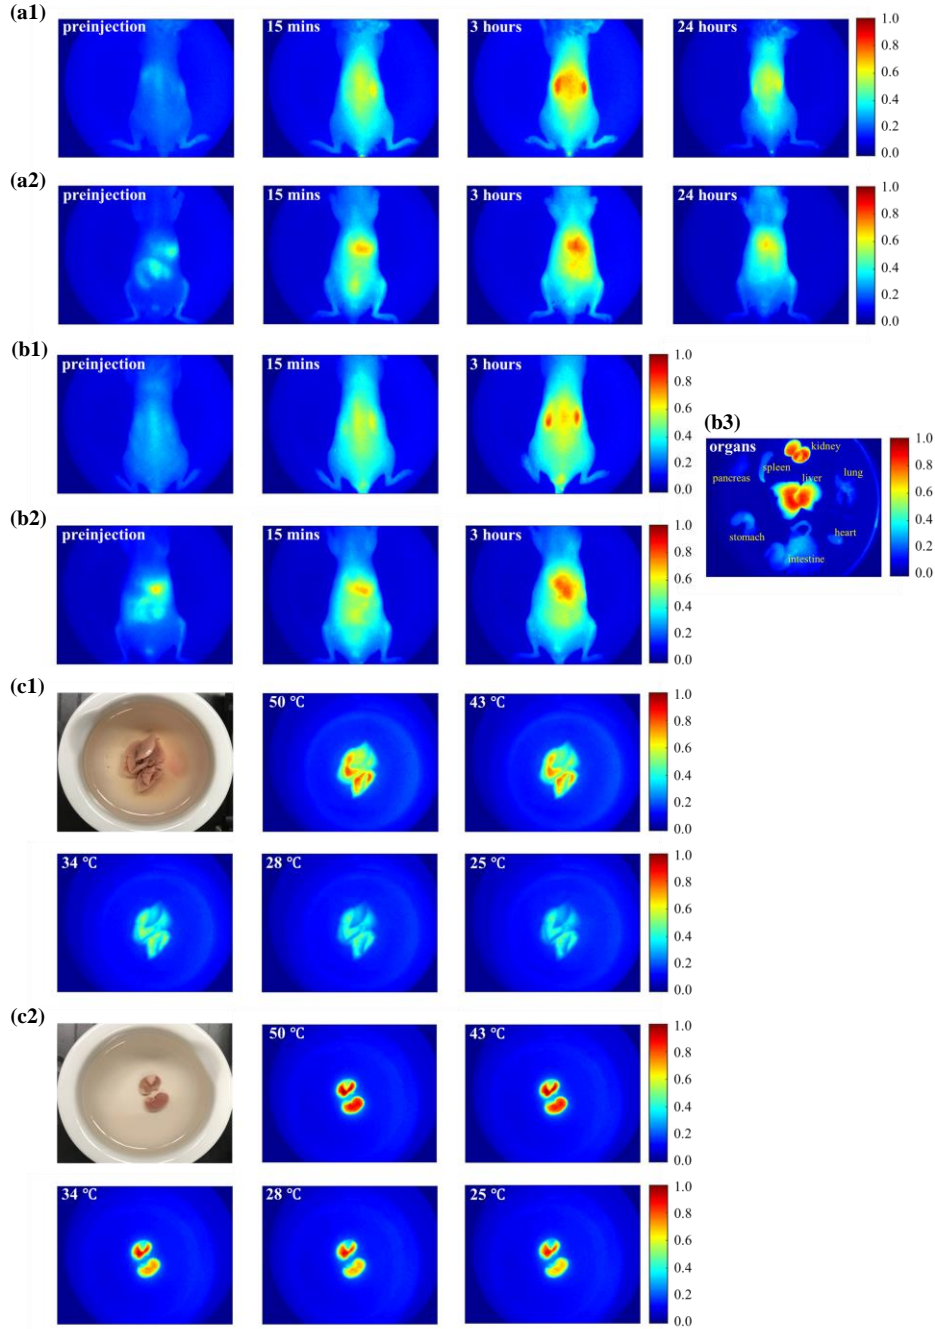 (a1)
preinjection 15 mins 3 hours 24 hours
1.0
0.8
0.6
0.4
0.2
0.0
(a2)
preinjection 15 mins 3 hours 24 hours
1.0
0.8
0.6
0.4
0.2
0.0
(b1)
preinjection 15 mins 3 hours
1.0
0.8
0.6
0.4
0.2
0.0
(b3)
organs
kidney
spleen
lung
pancreas
liver
stomach
heart
intestine
1.0
0.8
0.6
0.4
0.2
0.0
(b2)
preinjection 15 mins 3 hours
1.0
0.8
0.6
0.4
0.2
0.0
(c1)
50 ℃ 43 ℃
1.0
0.8
0.6
0.4
0.2
0.0
34 ℃ 28 ℃ 25 ℃
1.0
0.8
0.6
0.4
0.2
0.0
(c2)
50 ℃ 43 ℃
1.0
0.8
0.6
0.4
0.2
0.0
34 ℃ 28 ℃ 25 ℃
1.0
0.8
0.6
0.4
0.2
0.0